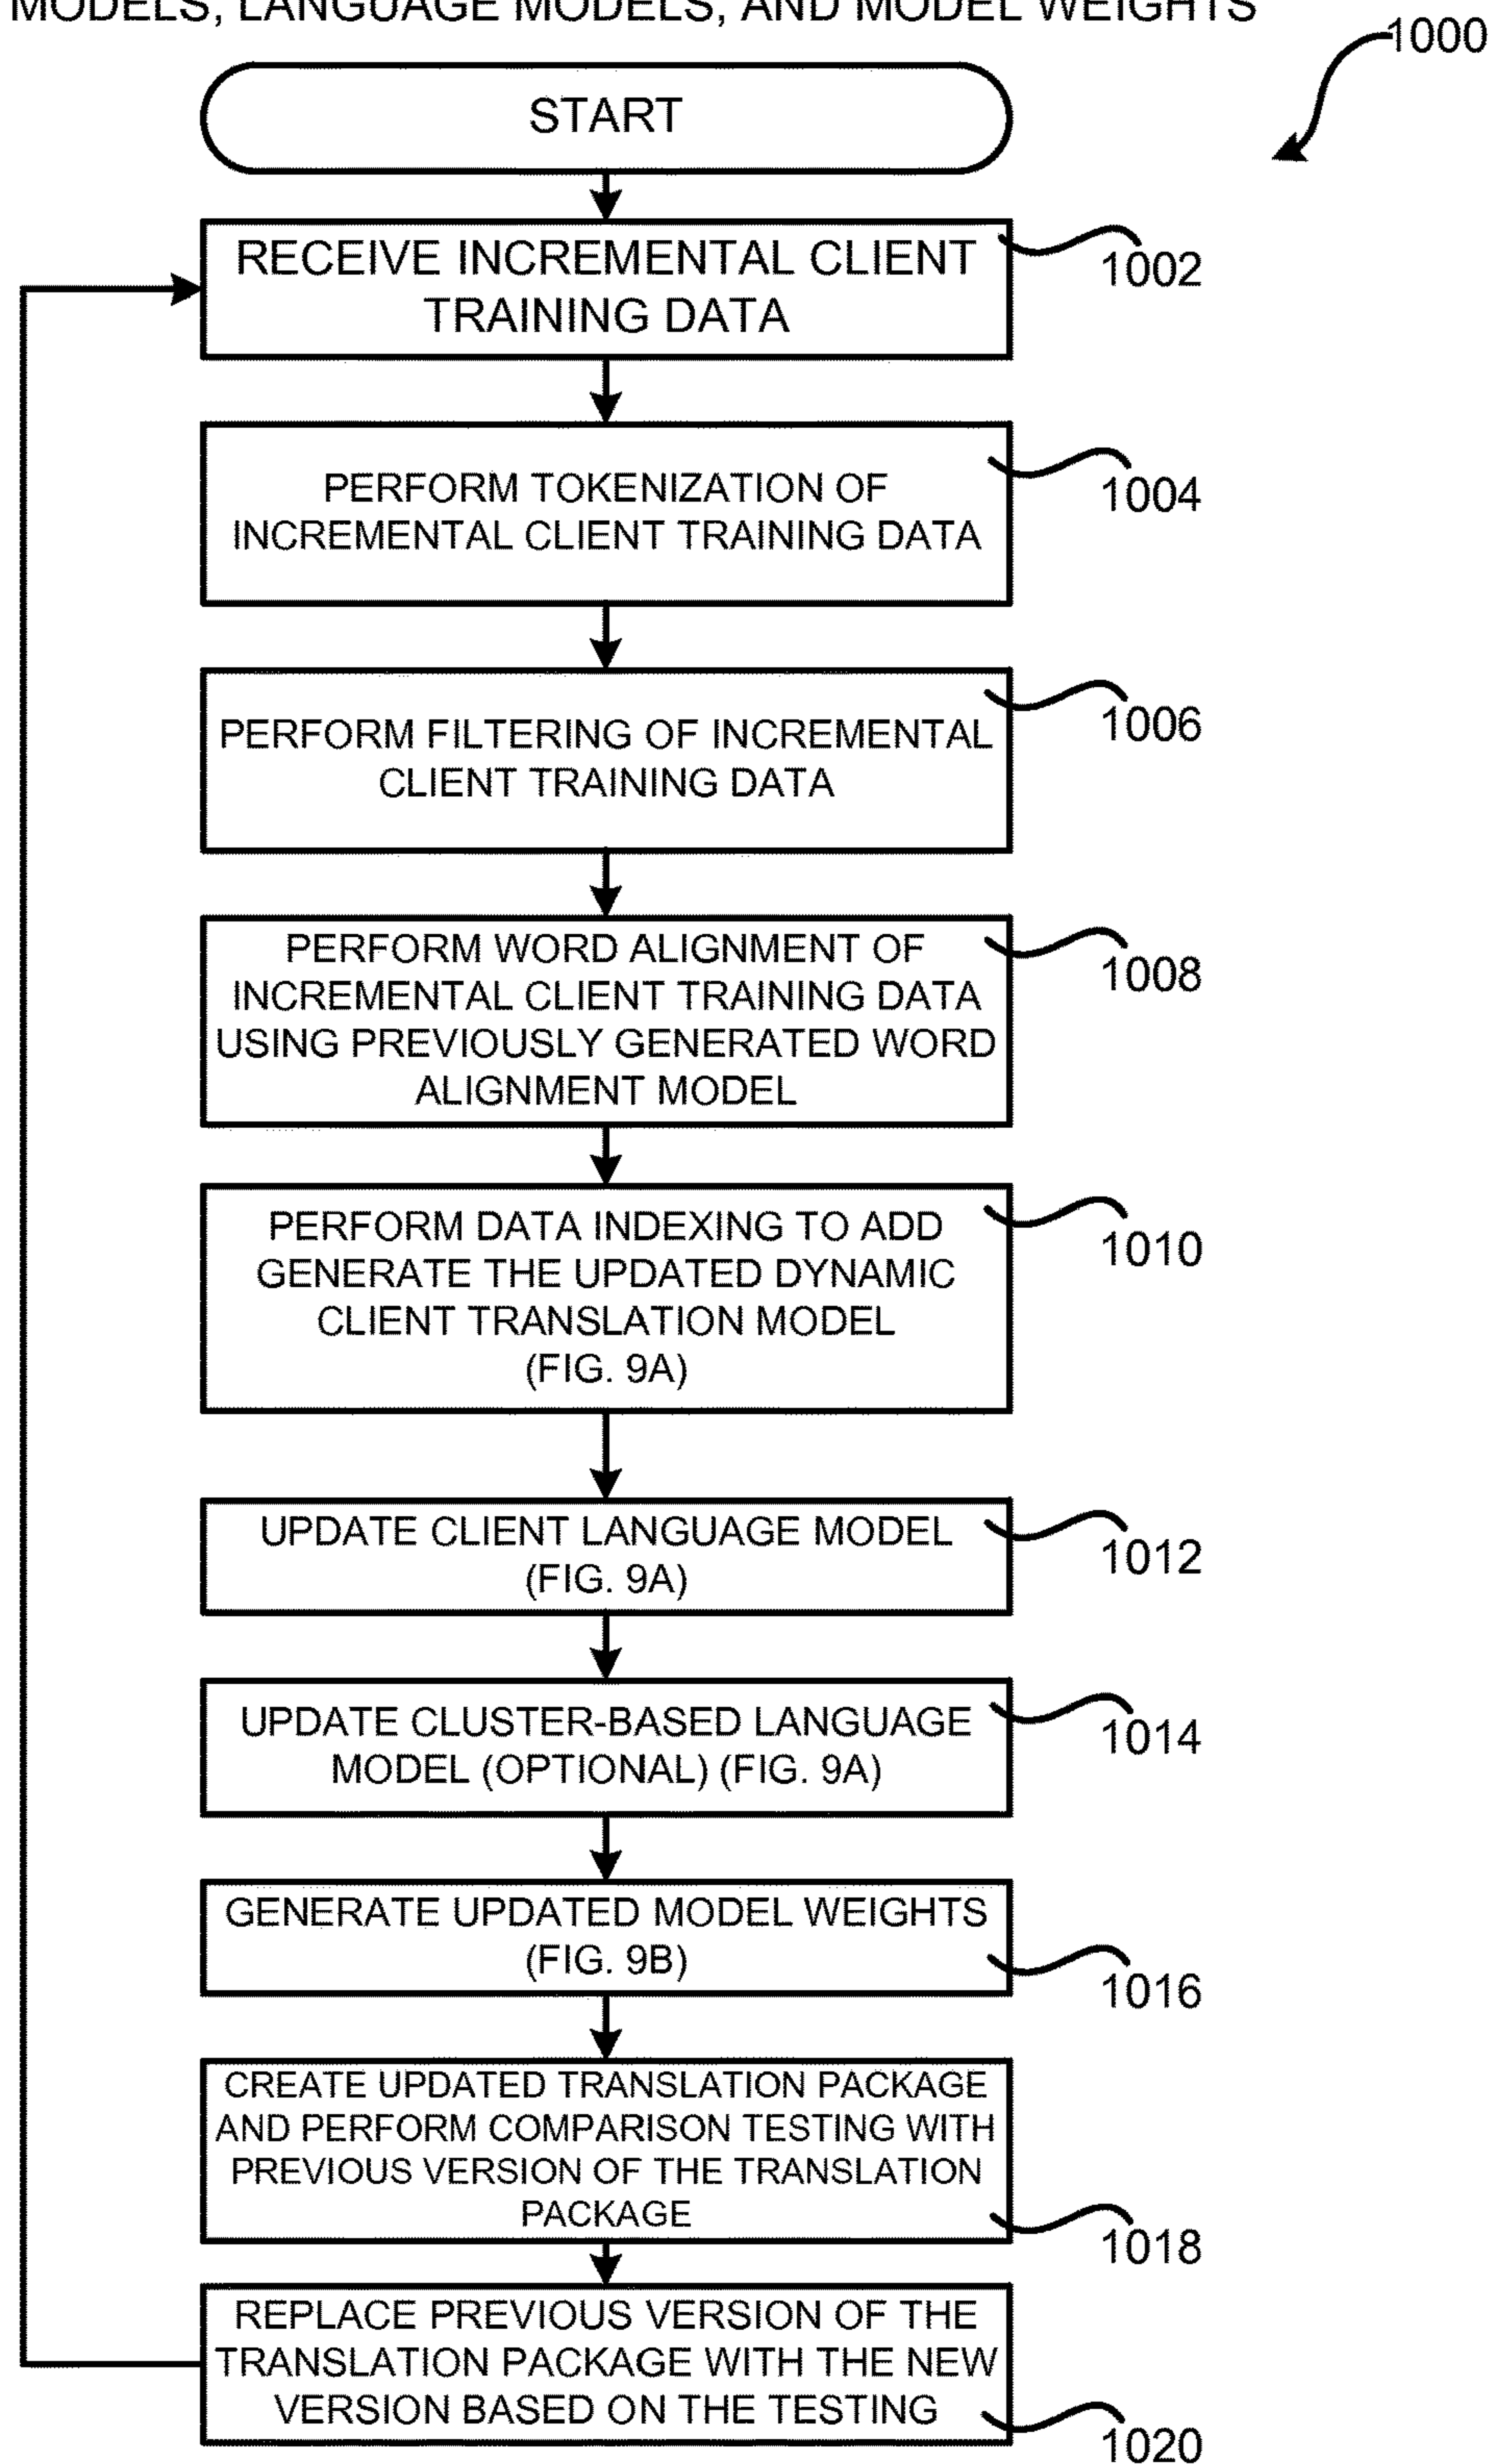 MODELS, LANGUAGE MODELS, AND MODEL WEIGHTS
1000
START
RECEIVE INCREMENTAL CLIENT
TRAINING DATA
1002
PERFORM TOKENIZATION OF
INCREMENTAL CLIENT TRAINING DATA
1004
PERFORM FILTERING OF INCREMENTAL
CLIENT TRAINING DATA
1006
PERFORM WORD ALIGNMENT OF
INCREMENTAL CLIENT TRAINING DATA
USING PREVIOUSLY GENERATED WORD
ALIGNMENT MODEL
1008
PERFORM DATA INDEXING TO ADD
GENERATE THE UPDATED DYNAMIC
CLIENT TRANSLATION MODEL
(FIG. 9A)
1010
UPDATE CLIENT LANGUAGE MODEL
(FIG. 9A)
1012
UPDATE CLUSTER-BASED LANGUAGE
MODEL (OPTIONAL) (FIG. 9A)
1014
GENERATE UPDATED MODEL WEIGHTS
(FIG. 9B)
1016
CREATE UPDATED TRANSLATION PACKAGE
AND PERFORM COMPARISON TESTING WITH
PREVIOUS VERSION OF THE TRANSLATION
PACKAGE
1018
REPLACE PREVIOUS VERSION OF THE
TRANSLATION PACKAGE WITH THE NEW
VERSION BASED ON THE TESTING
1020